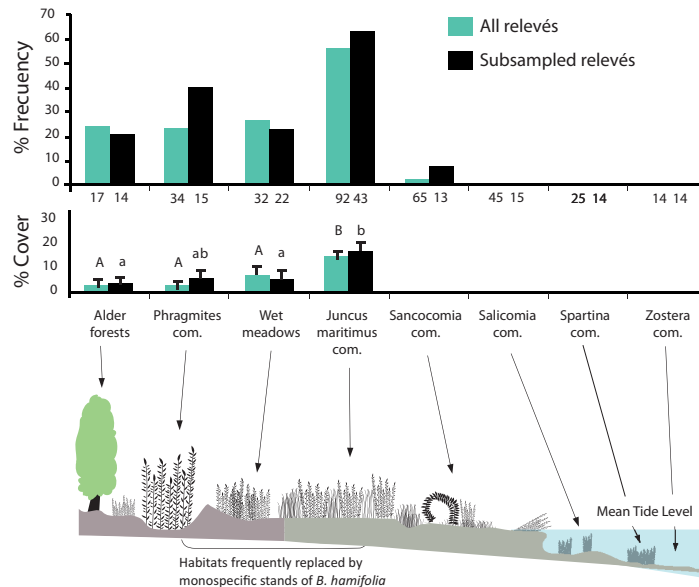 70
60
50
40
30
20
10
0
% Frecuency
All relevés
Subsampled relevés
17 14 34 15 32 22 92 43 65 13 45 15 25 14 14 14
30
20
10
0
% Cover
A a A ab A a B b
Alder forests
Phragmites com.
Wet meadows
Juncus maritimus com.
Sancocomia com.
Salicomia com.
Spartina com.
Zostera com.
Mean Tide Level
Habitats frequently replaced by
monospecific stands of B. hamifolia